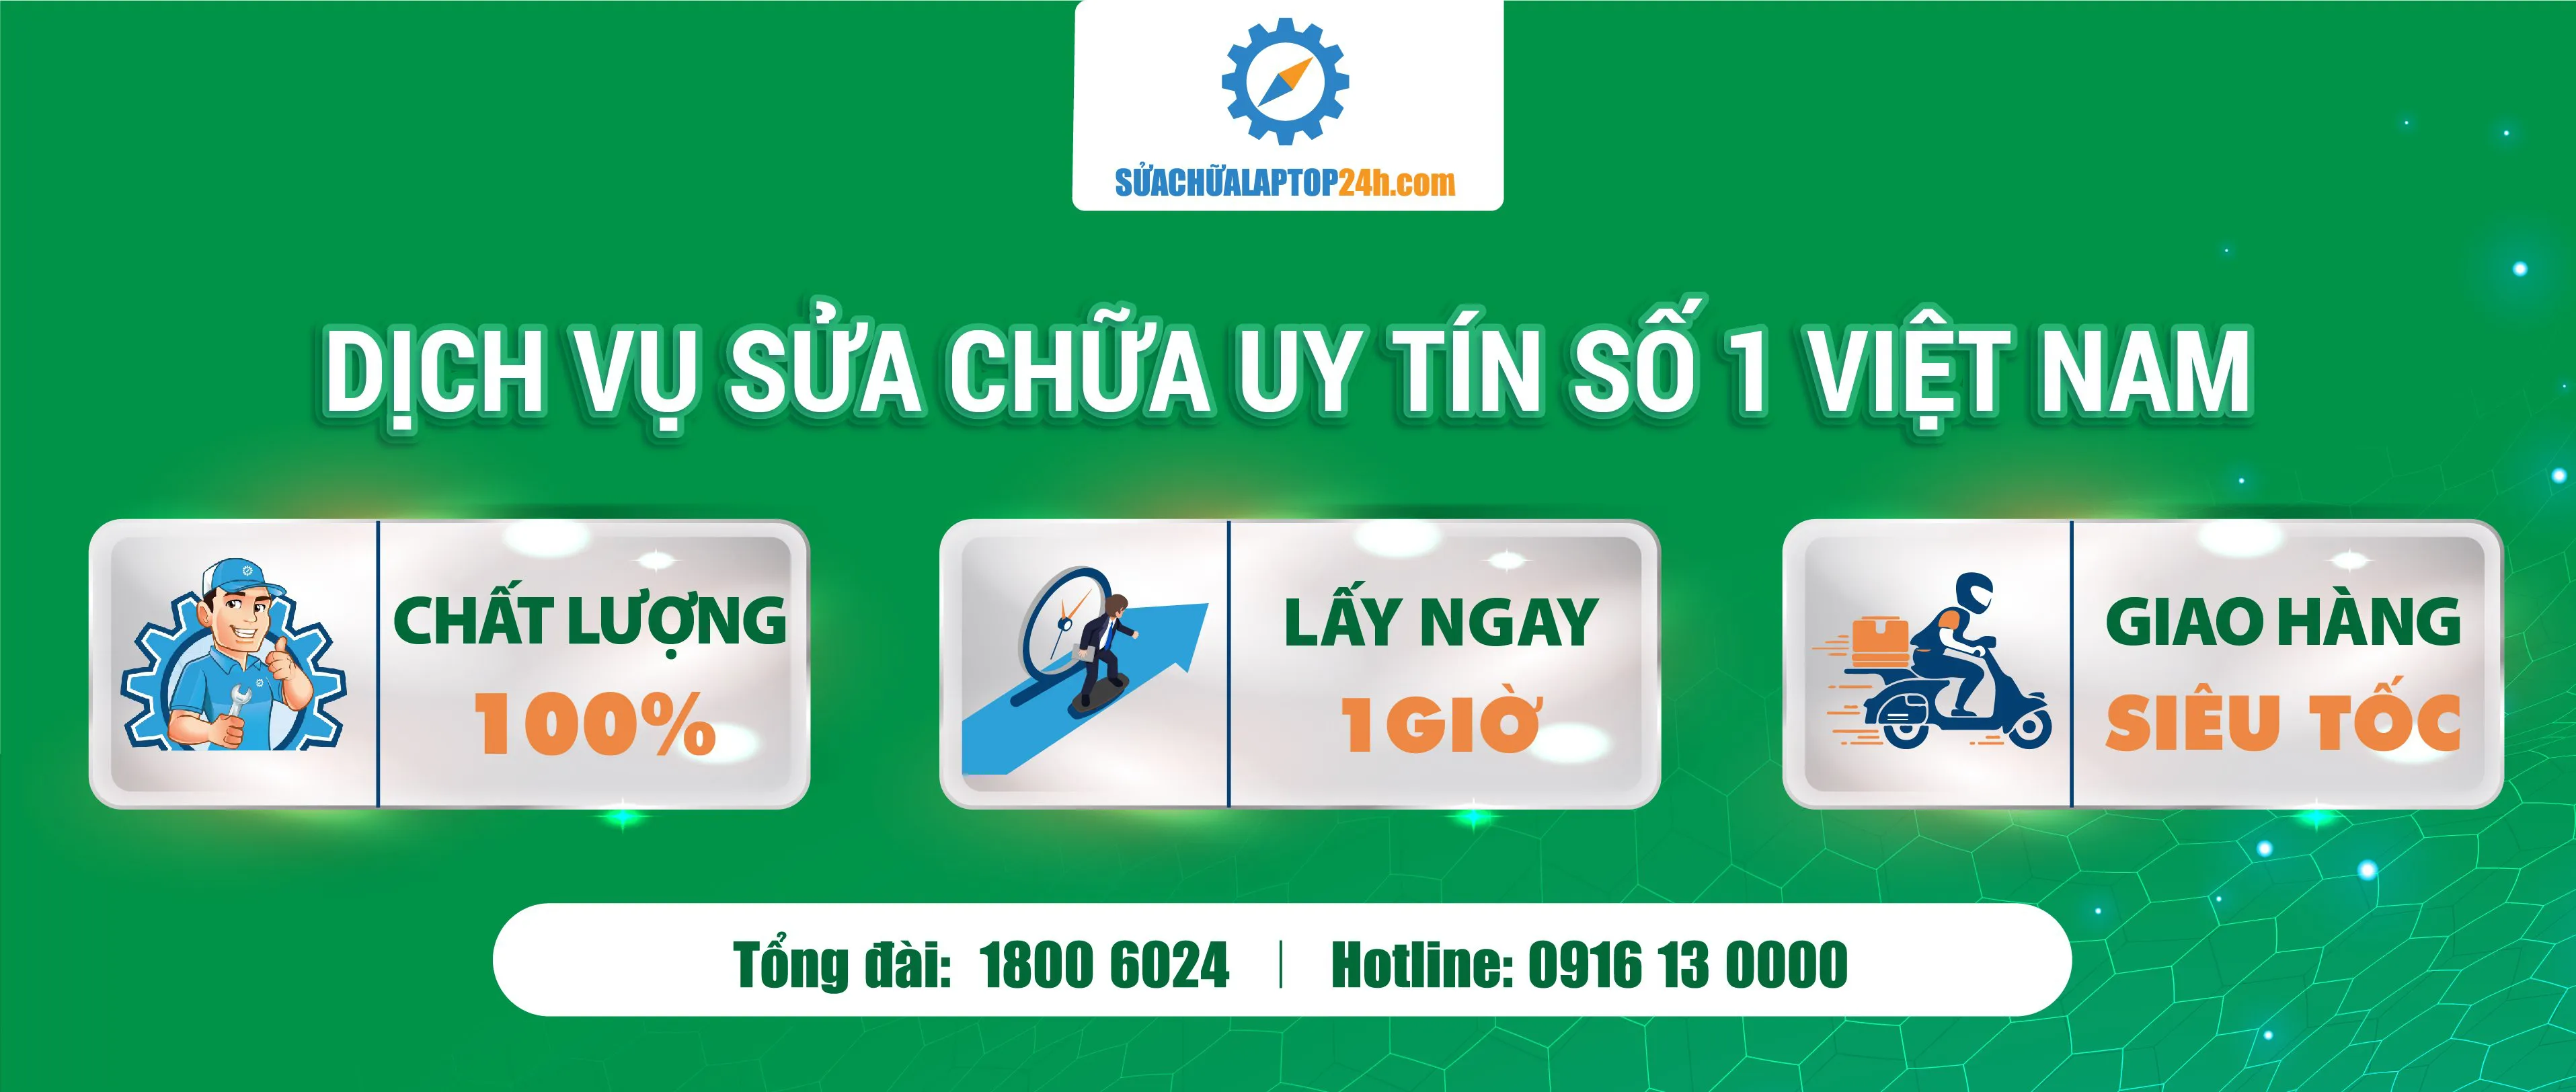 SỬACHỮALAPTOP24h.com
DỊCH VỤ SỬA CHỮA UY TÍN SỐ 1 VIỆT NAM
CHẤT LƯỢNG
100%
LẤY NGAY
1GIỜ
GIAO HÀNG
SIÊU TỐC
Tổng đài: 1800 6024 | Hotline: 0916 13 0000